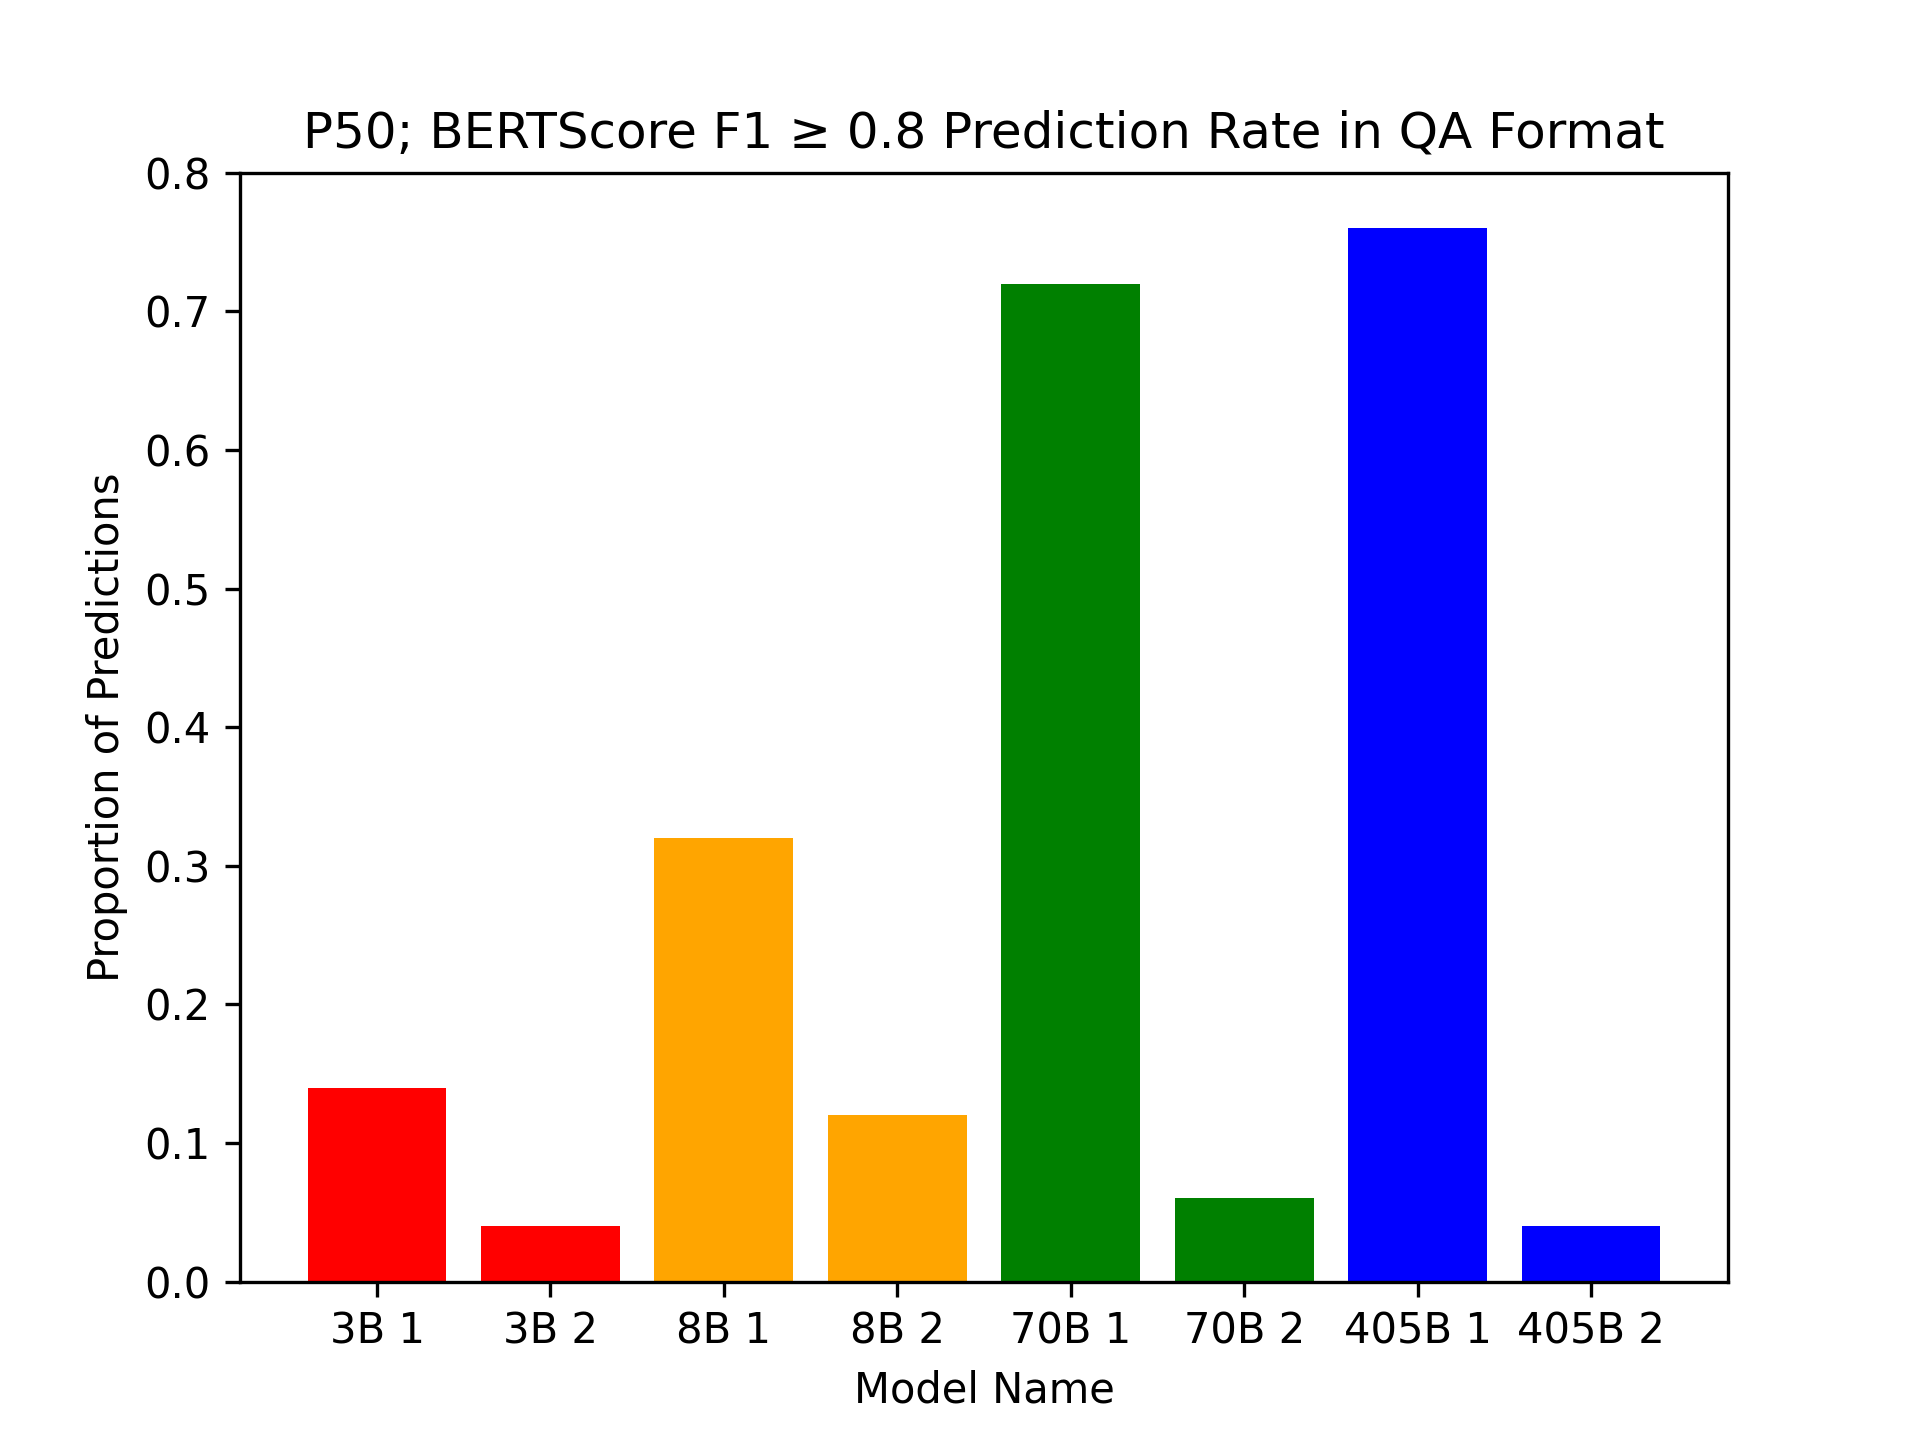 P50; BERTScore F1 ≥ 0.8 Prediction Rate in QA Format
Proportion of Predictions
0.8
0.7
0.6
0.5
0.4
0.3
0.2
0.1
0.0
3B 1 3B 2 8B 1 8B 2 70B 1 70B 2 405B 1 405B 2
Model Name